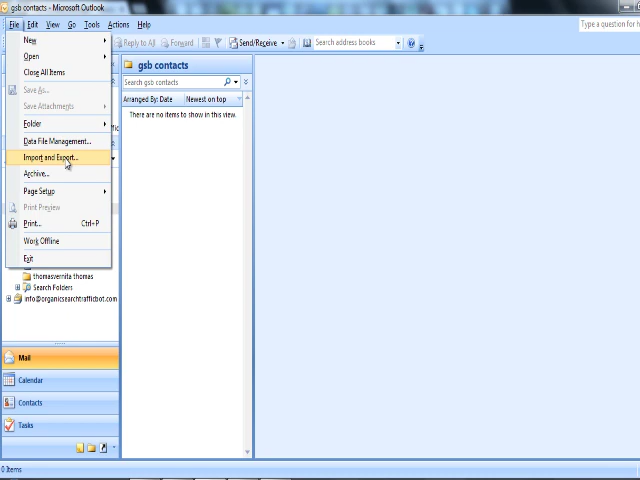 gsb contacts - Microsoft Outlook
File Edit View Go Tools Actions Help
Type a question for h
Reply to All Forward Send/Receive Search address books
New
Open
Close All Items
Save As...
Save Attachments
Folder
Data File Management...
Import and Export...
Archive...
Page Setup
Print Preview
Print... Ctrl+P
Work Offline
Exit
gsb contacts
Search gsb contacts
Arranged By: Date Newest on top
There are no items to show in this view.
thomasvernita thomas
Search Folders
info@organicsearchtrafficbot.com
Mail
Calendar
Contacts
Tasks
0 Items